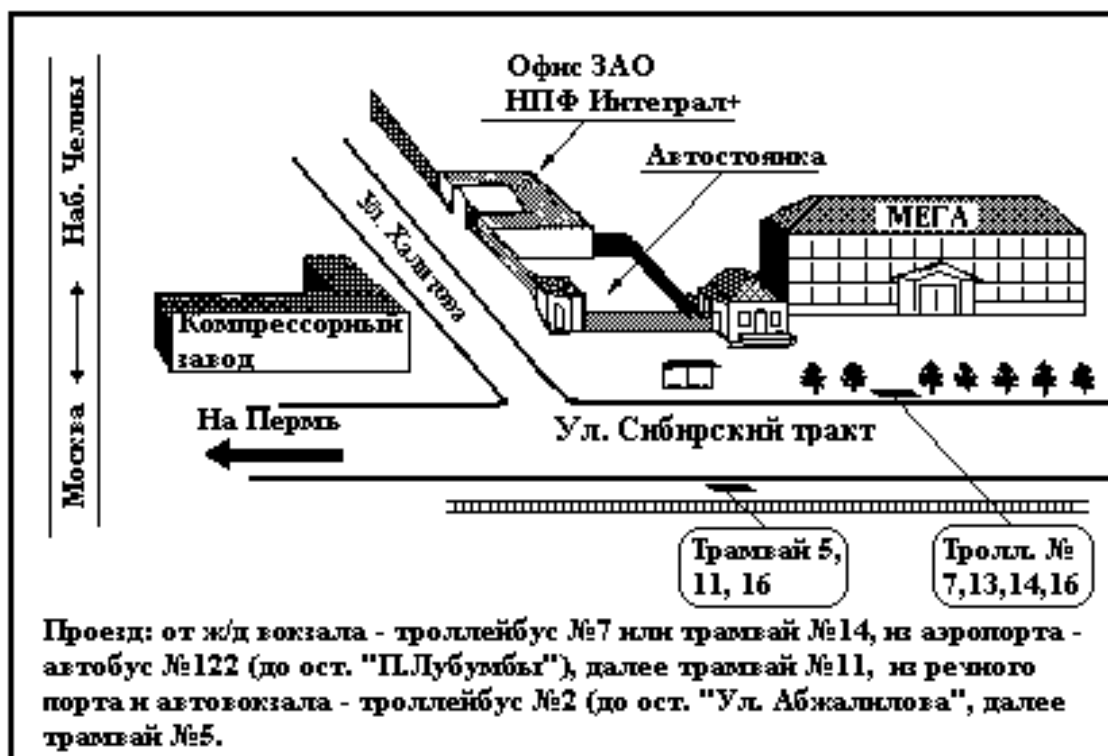 Офис ЗАО
НПФ Интеграл+
Автостоянка
МЕГА
Наб. Челны
Москва
Ул. Халитова
Компрессорный
завод
На Пермь
Ул. Сибирский тракт
Трамвай 5,
11, 16
Тролл. №
7,13,14,16
Проезд: от ж/д вокзала - троллейбус №7 или трамвай №14, из аэропорта -
автобус №122 (до ост. "П.Лубумбы"), далее трамвай №11, из речного
порта и автовокзала - троллейбус №2 (до ост. "Ул. Абжалилова", далее
трамвай №5.